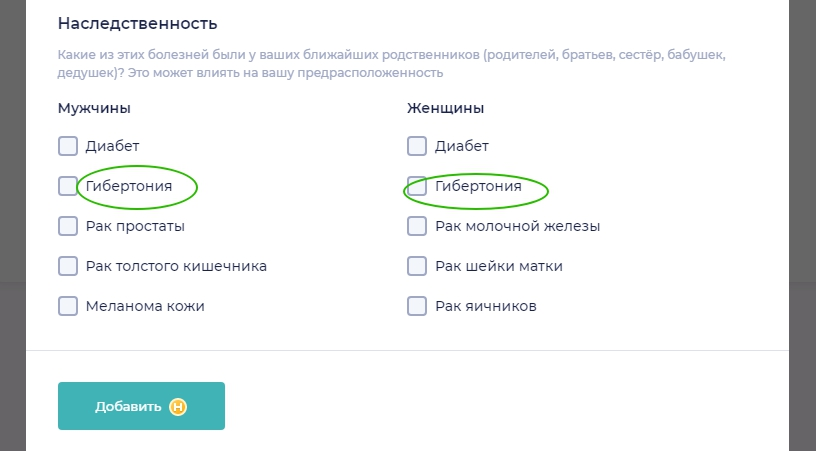 Наследственность
Какие из этих болезней были у ваших ближайших родственников (родителей, братьев, сестёр, бабушек,
дедушек)? Это может влиять на вашу предрасположенность
Мужчины
Диабет
Гибертония
Рак простаты
Рак толстого кишечника
Меланома кожи
Женщины
Диабет
Гибертония
Рак молочной железы
Рак шейки матки
Рак яичников
Добавить H